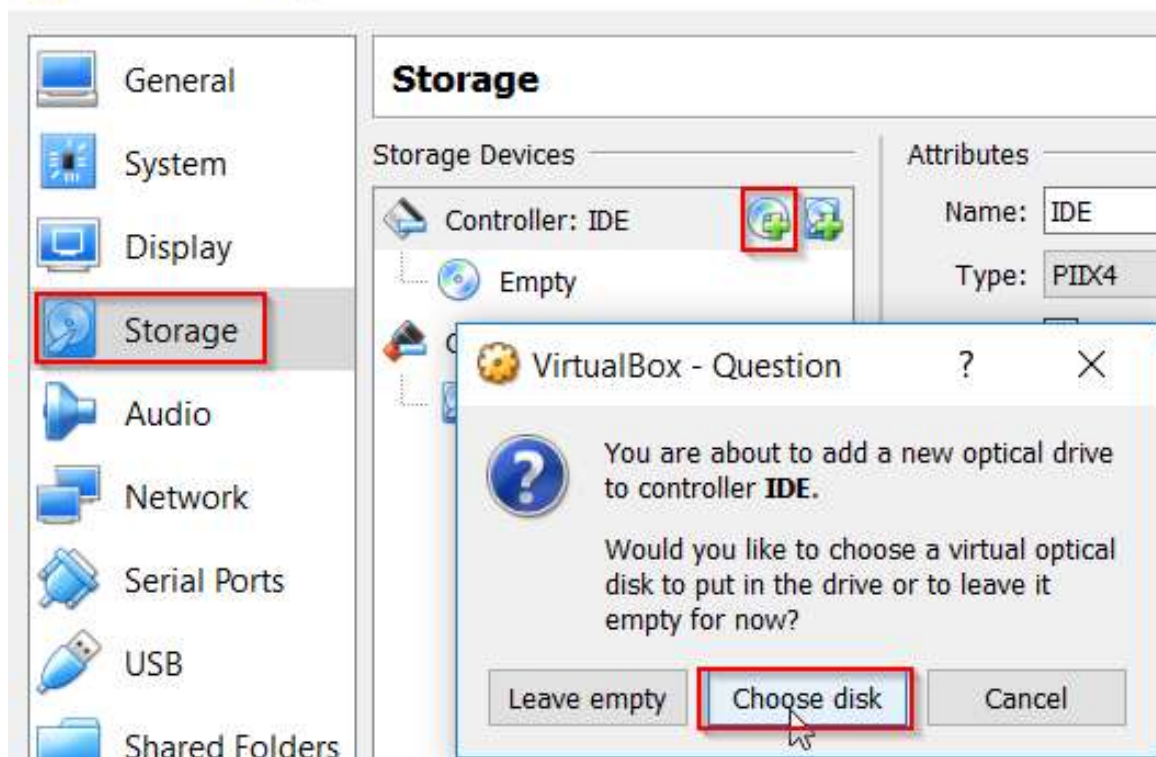 General
System
Display
Storage
Audio
Network
Serial Ports
USB
Shared Folders
Storage
Storage Devices
Controller: IDE
Empty
C
Attributes
Name: IDE
Type: PIIX4
VirtualBox - Question ?
You are about to add a new optical drive
to controller IDE.
Would you like to choose a virtual optical
disk to put in the drive or to leave it
empty for now?
Leave empty Choose disk Cancel